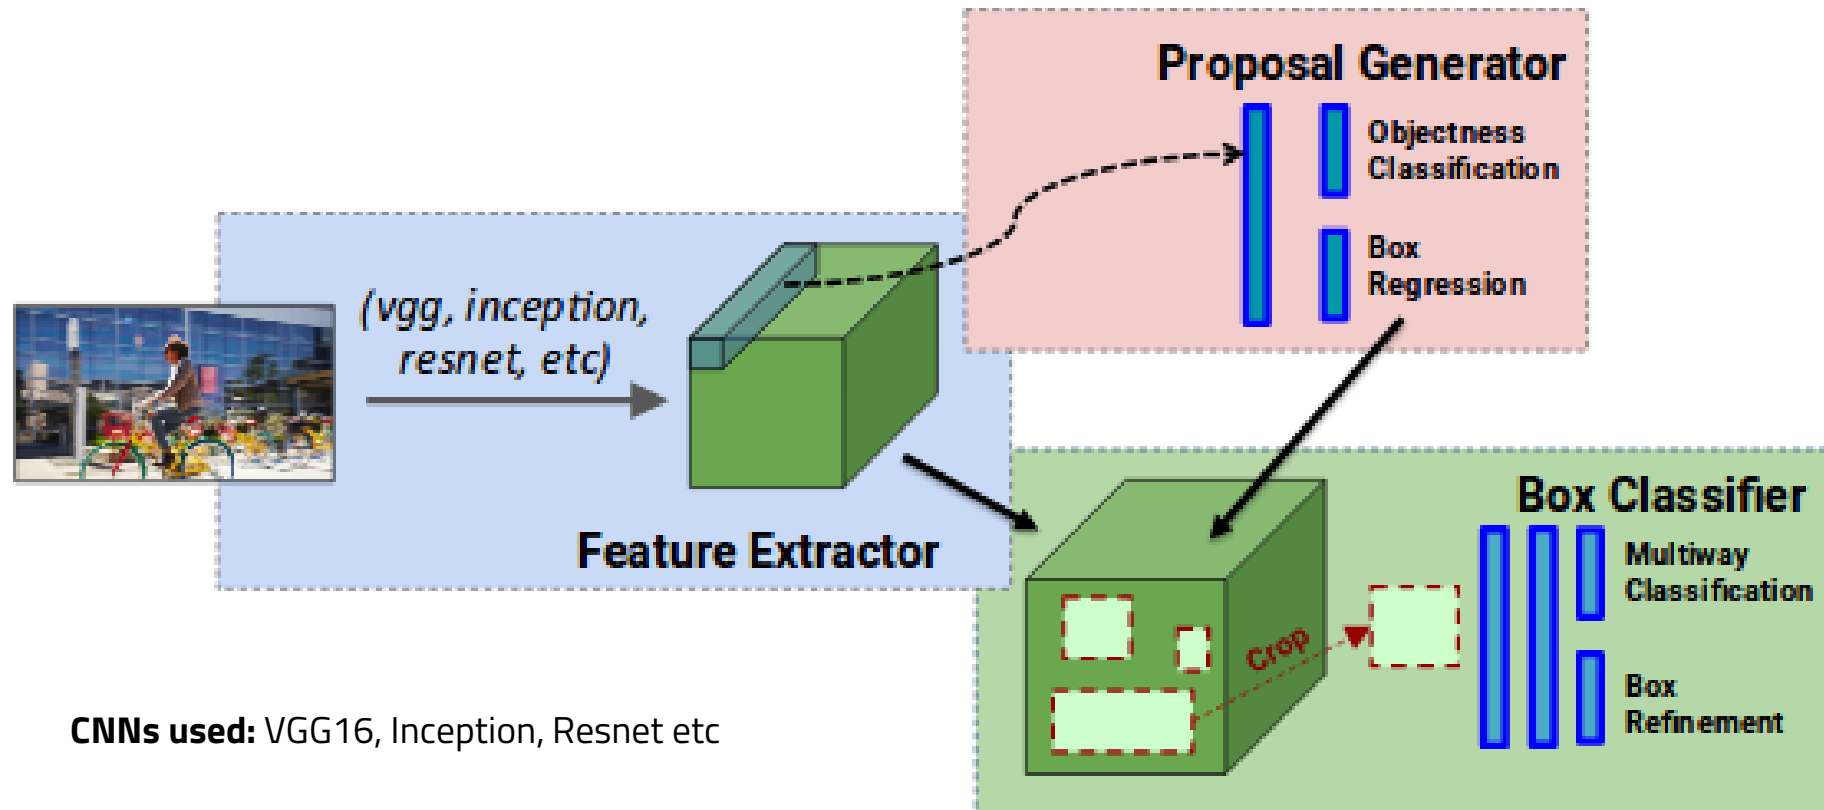 Proposal Generator
Objectness
Classification
Box
Regression
(vgg, inception,
resnet, etc)
Feature Extractor
Box Classifier
Multiway
Classification
Crop
Box
Refinement
CNNs used: VGG16, Inception, Resnet etc